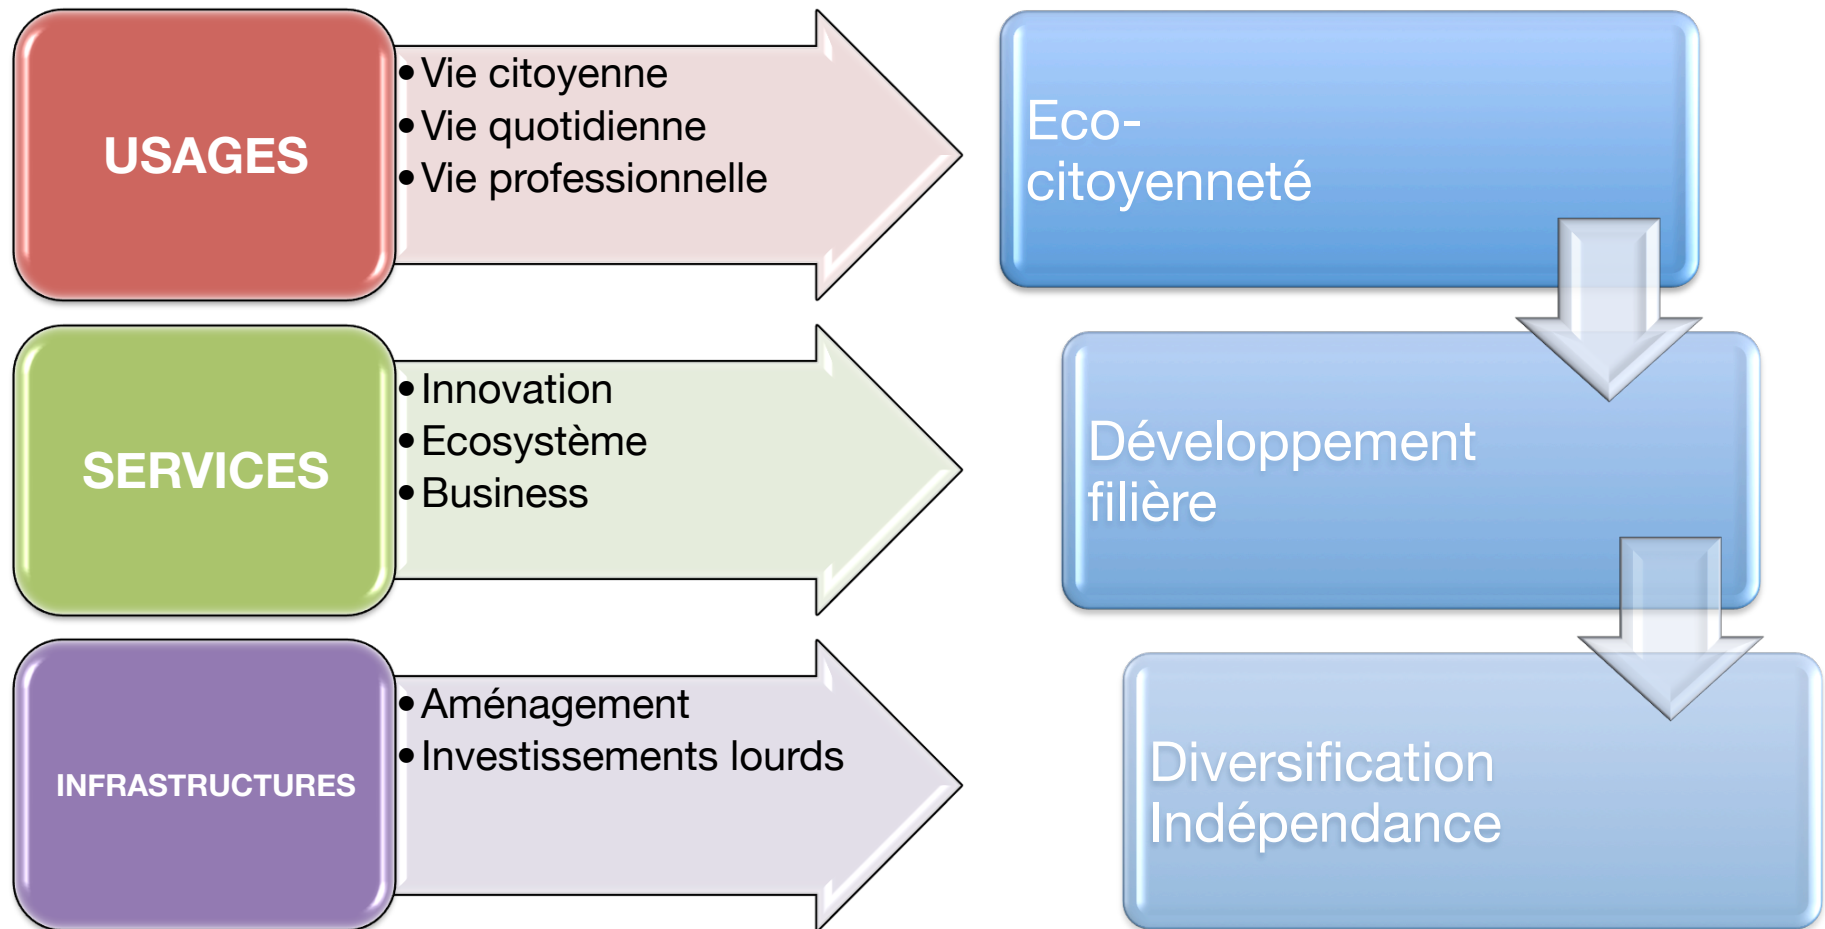 USAGES
• Vie citoyenne
• Vie quotidienne
• Vie professionnelle
Eco-
citoyenneté
SERVICES
• Innovation
• Ecosystème
• Business
Développement
filière
INFRASTRUCTURES
• Aménagement
• Investissements lourds
Diversification
Indépendance